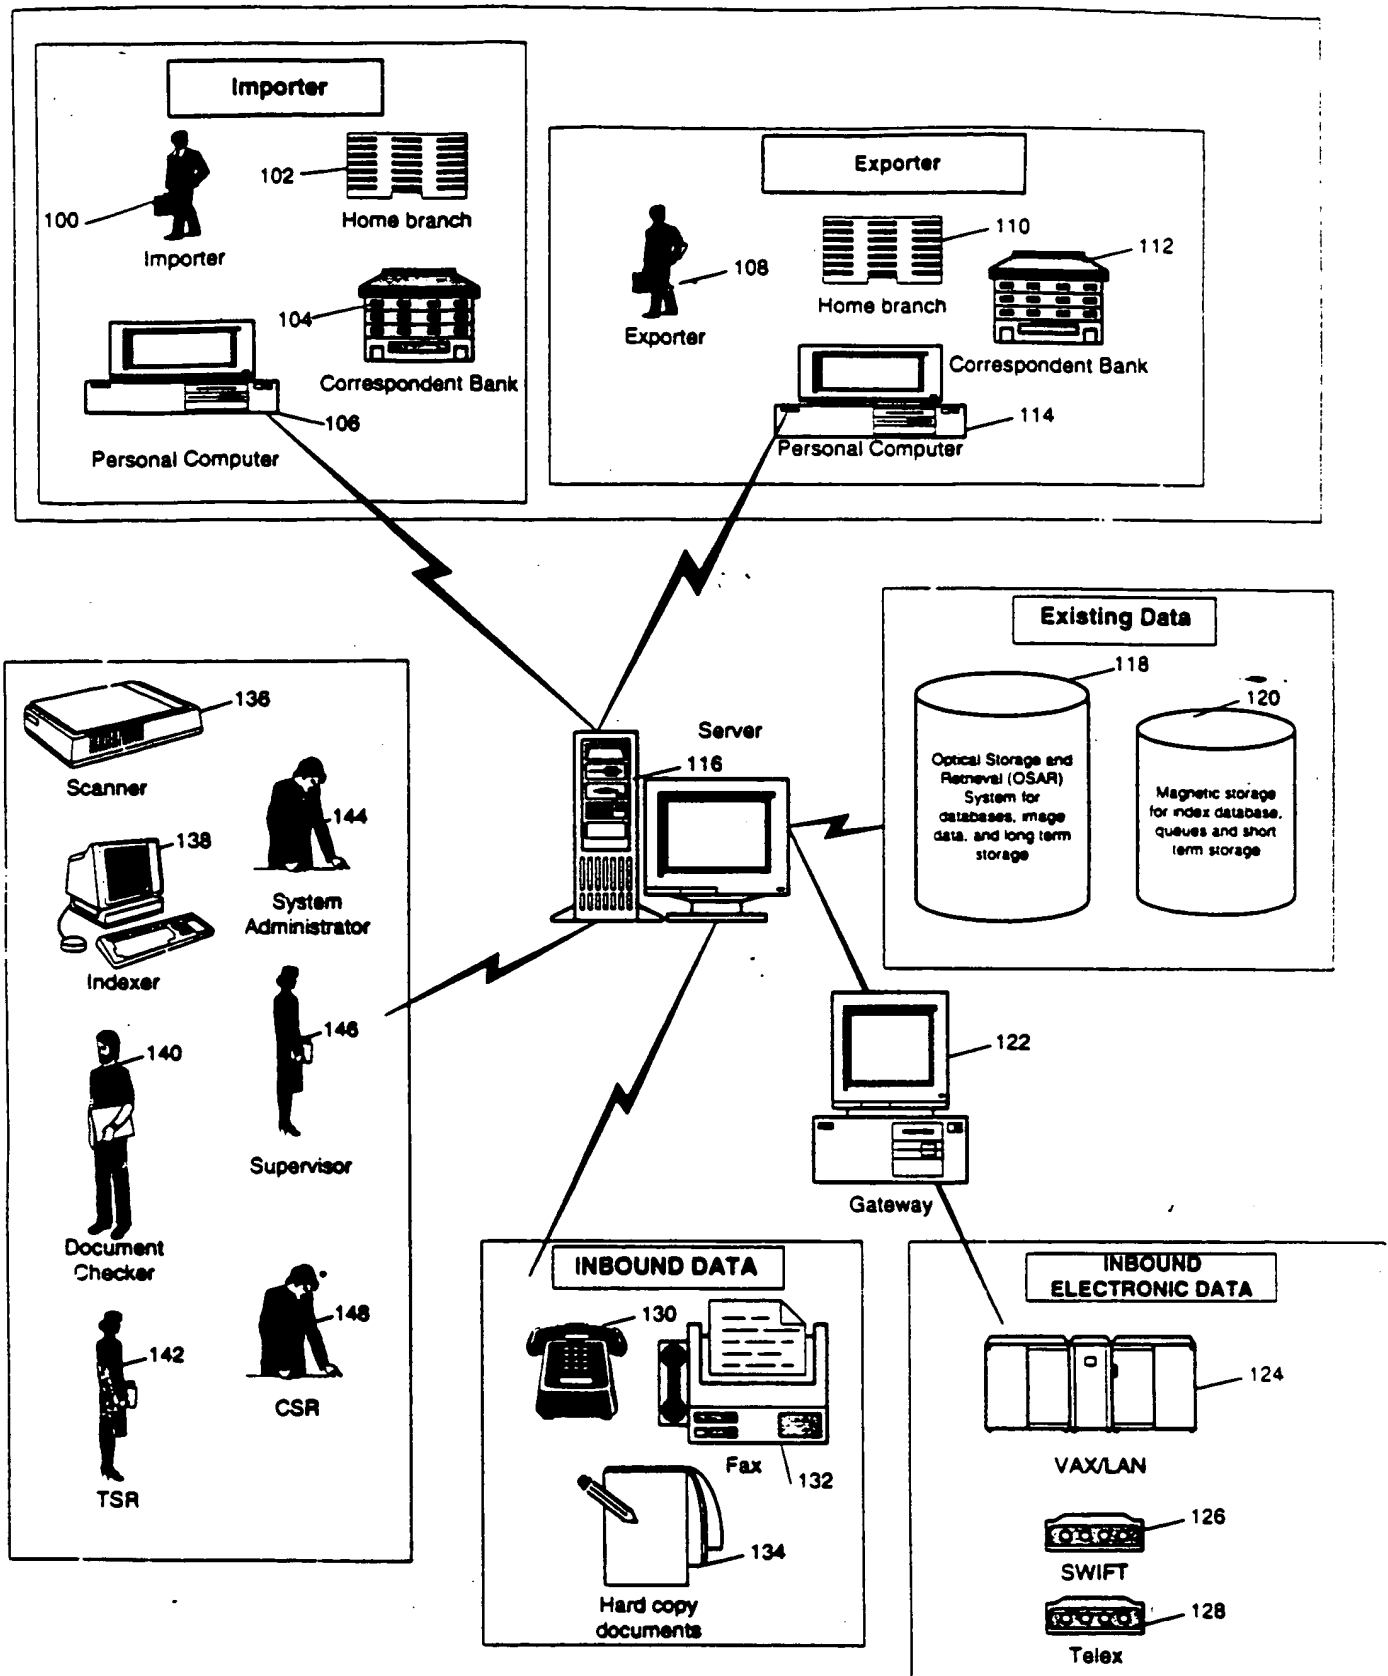 Importer
102
Home branch
100
Importer
104
Correspondent Bank
106
Personal Computer
Exporter
110
112
108
Home branch
Exporter
Correspondent Bank
114
Personal Computer
Existing Data
118
120
Optical Storage and
Retrieval (OSAR)
System for
databases, image
data, and long term
storage
Magnetic storage
for index database,
queues and short
term storage
Server
116
136
Scanner
144
138
System
Administrator
Indexer
146
140
Supervisor
Document
Checker
148
142
CSR
TSR
122
Gateway
INBOUND DATA
130
Fax
132
134
Hard copy
documents
INBOUND
ELECTRONIC DATA
124
VAX/LAN
126
SWIFT
128
Telex